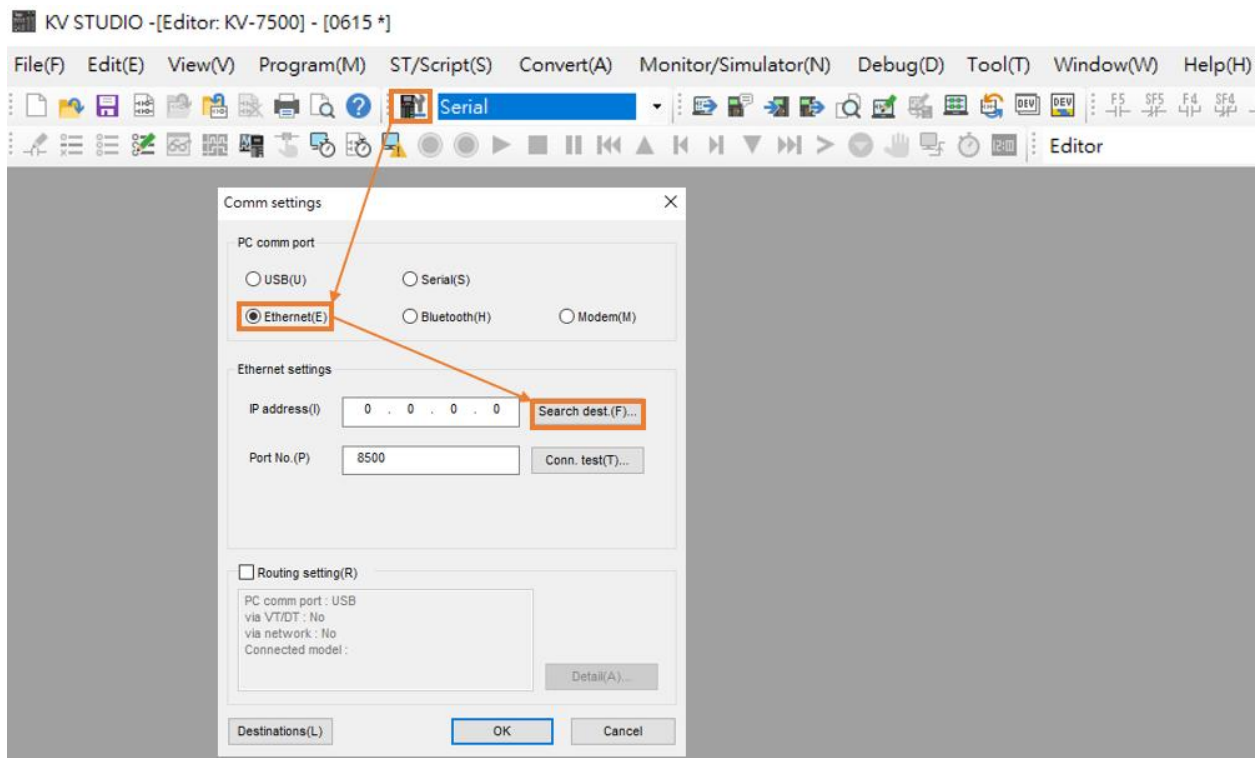 KV STUDIO -[Editor: KV-7500] - [0615 *]
File(F) Edit(E) View(V) Program(M) ST/Script(S) Convert(A) Monitor/Simulator(N) Debug(D) Tool(T) Window(W) Help(H)
Serial DEV DEV F5 SF5 F4 SF4
Editor
Comm settings
PC comm port
USB(U) Serial(S)
Ethernet(E) Bluetooth(H) Modem(M)
Ethernet settings
IP address(I) 0 . 0 . 0 . 0 Search dest.(F)...
Port No.(P) 8500 Conn. test(T)...
Routing setting(R)
PC comm port : USB
via VT/DT : No
via network : No
Connected model :
Detail(A)...
Destinations(L) OK Cancel